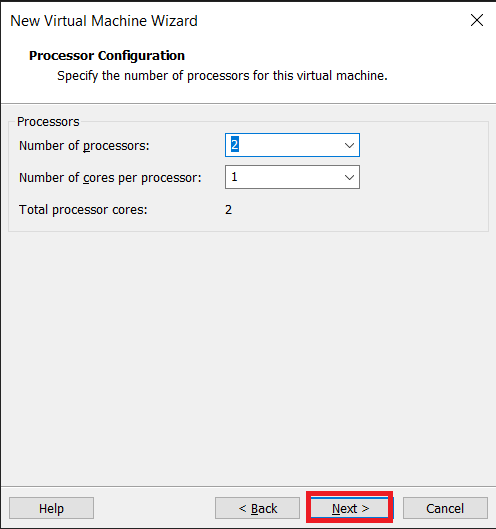 New Virtual Machine Wizard
Processor Configuration
Specify the number of processors for this virtual machine.
Processors
Number of processors: 2
Number of cores per processor: 1
Total processor cores: 2
Help < Back Next > Cancel